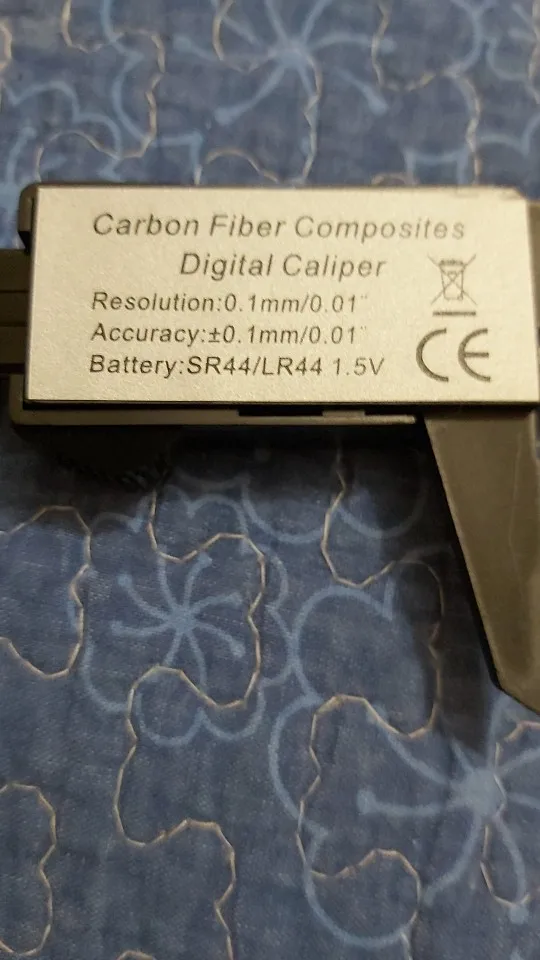 Carbon Fiber Composites
Digital Caliper
Resolution:0.1mm/0.01"
Accuracy:±0.1mm/0.01"
Battery:SR44/LR44 1.5V
CE